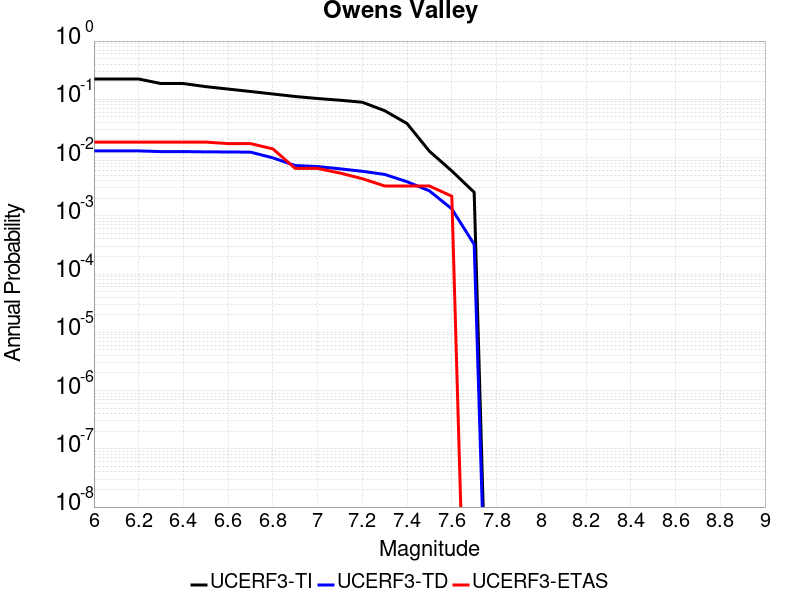 Owens Valley
10^0
10^-1
10^-2
10^-3
10^-4
10^-5
10^-6
10^-7
10^-8
Annual Probability
6 6.2 6.4 6.6 6.8 7 7.2 7.4 7.6 7.8 8 8.2 8.4 8.6 8.8 9
Magnitude
UCERF3-TI UCERF3-TD UCERF3-ETAS